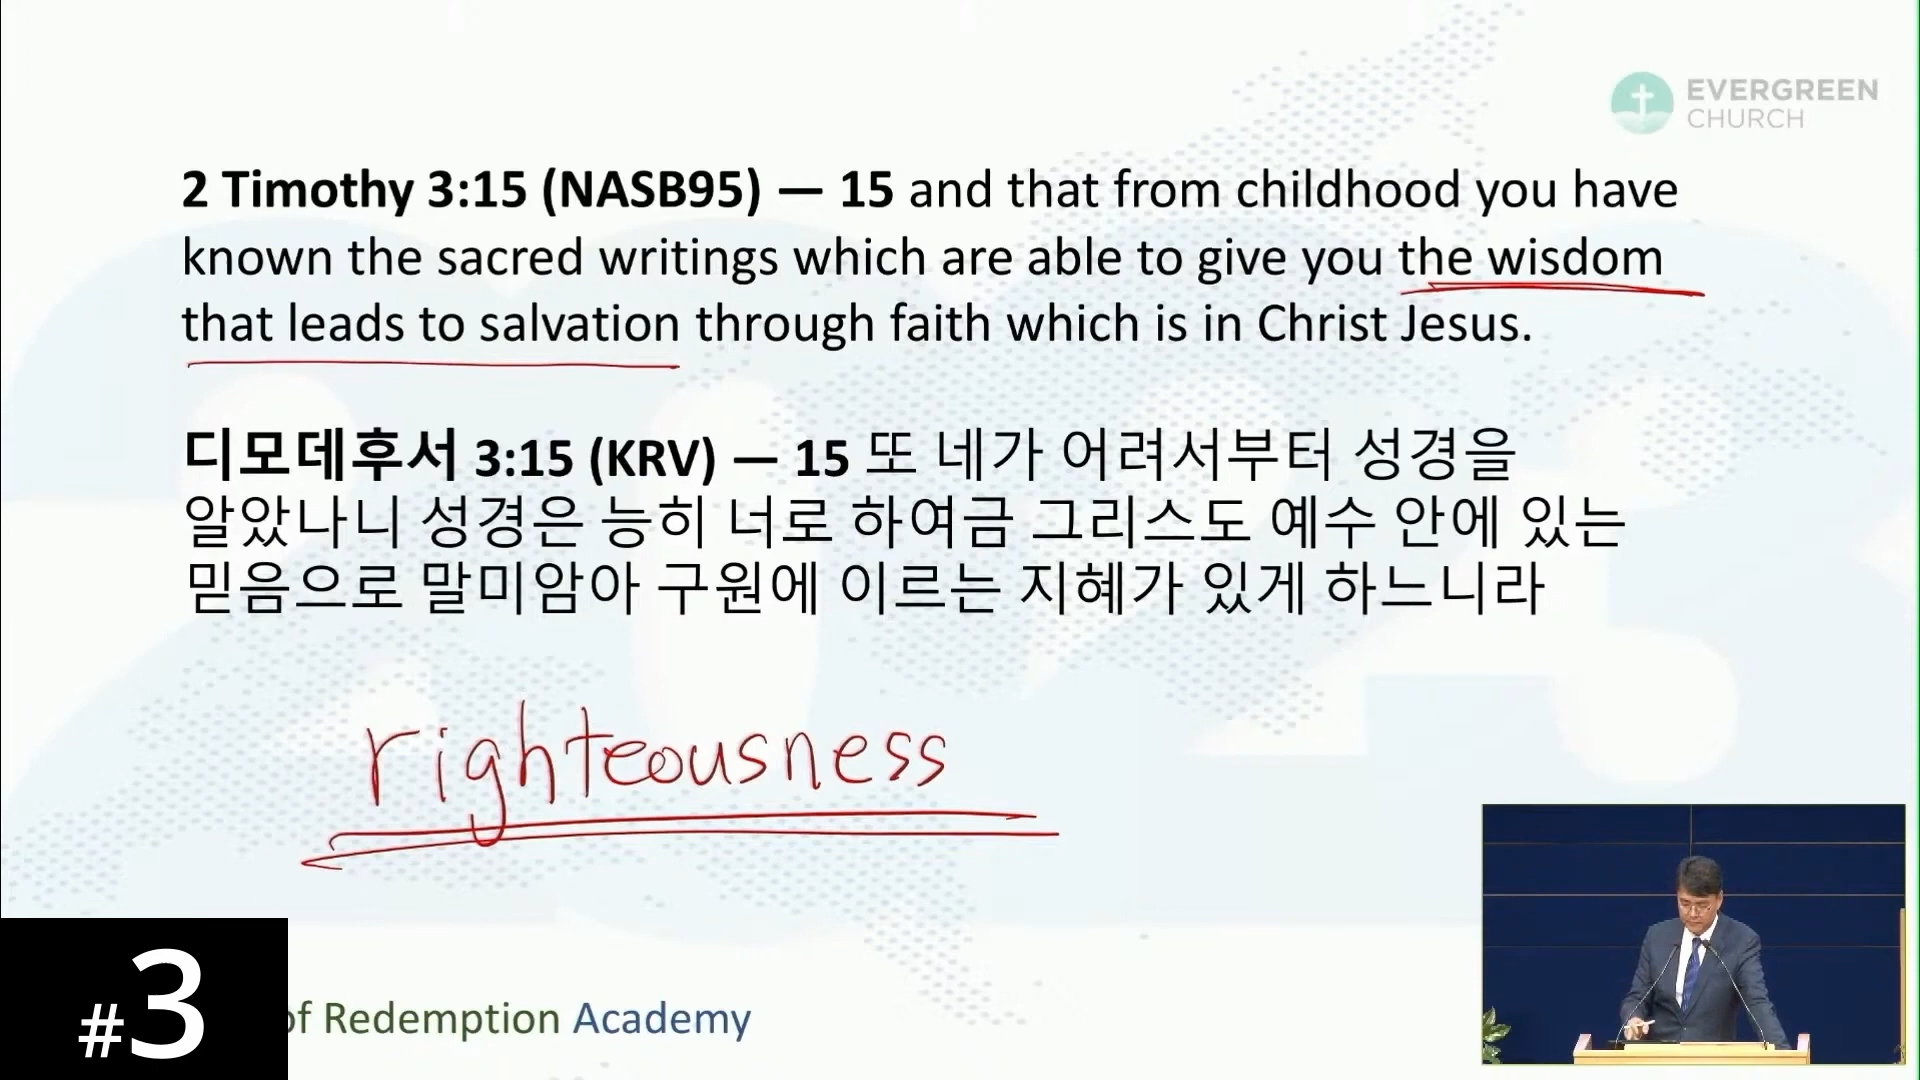 EVERGREEN
CHURCH
2 Timothy 3:15 (NASB95) — 15 and that from childhood you have
known the sacred writings which are able to give you the wisdom
that leads to salvation through faith which is in Christ Jesus.
디모데후서 3:15 (KRV) — 15 또 네가 어려서부터 성경을
알았나니 성경은 능히 너로 하여금 그리스도 예수 안에 있는
믿음으로 말미암아 구원에 이르는 지혜가 있게 하느니라
righteousness
#3
of Redemption Academy